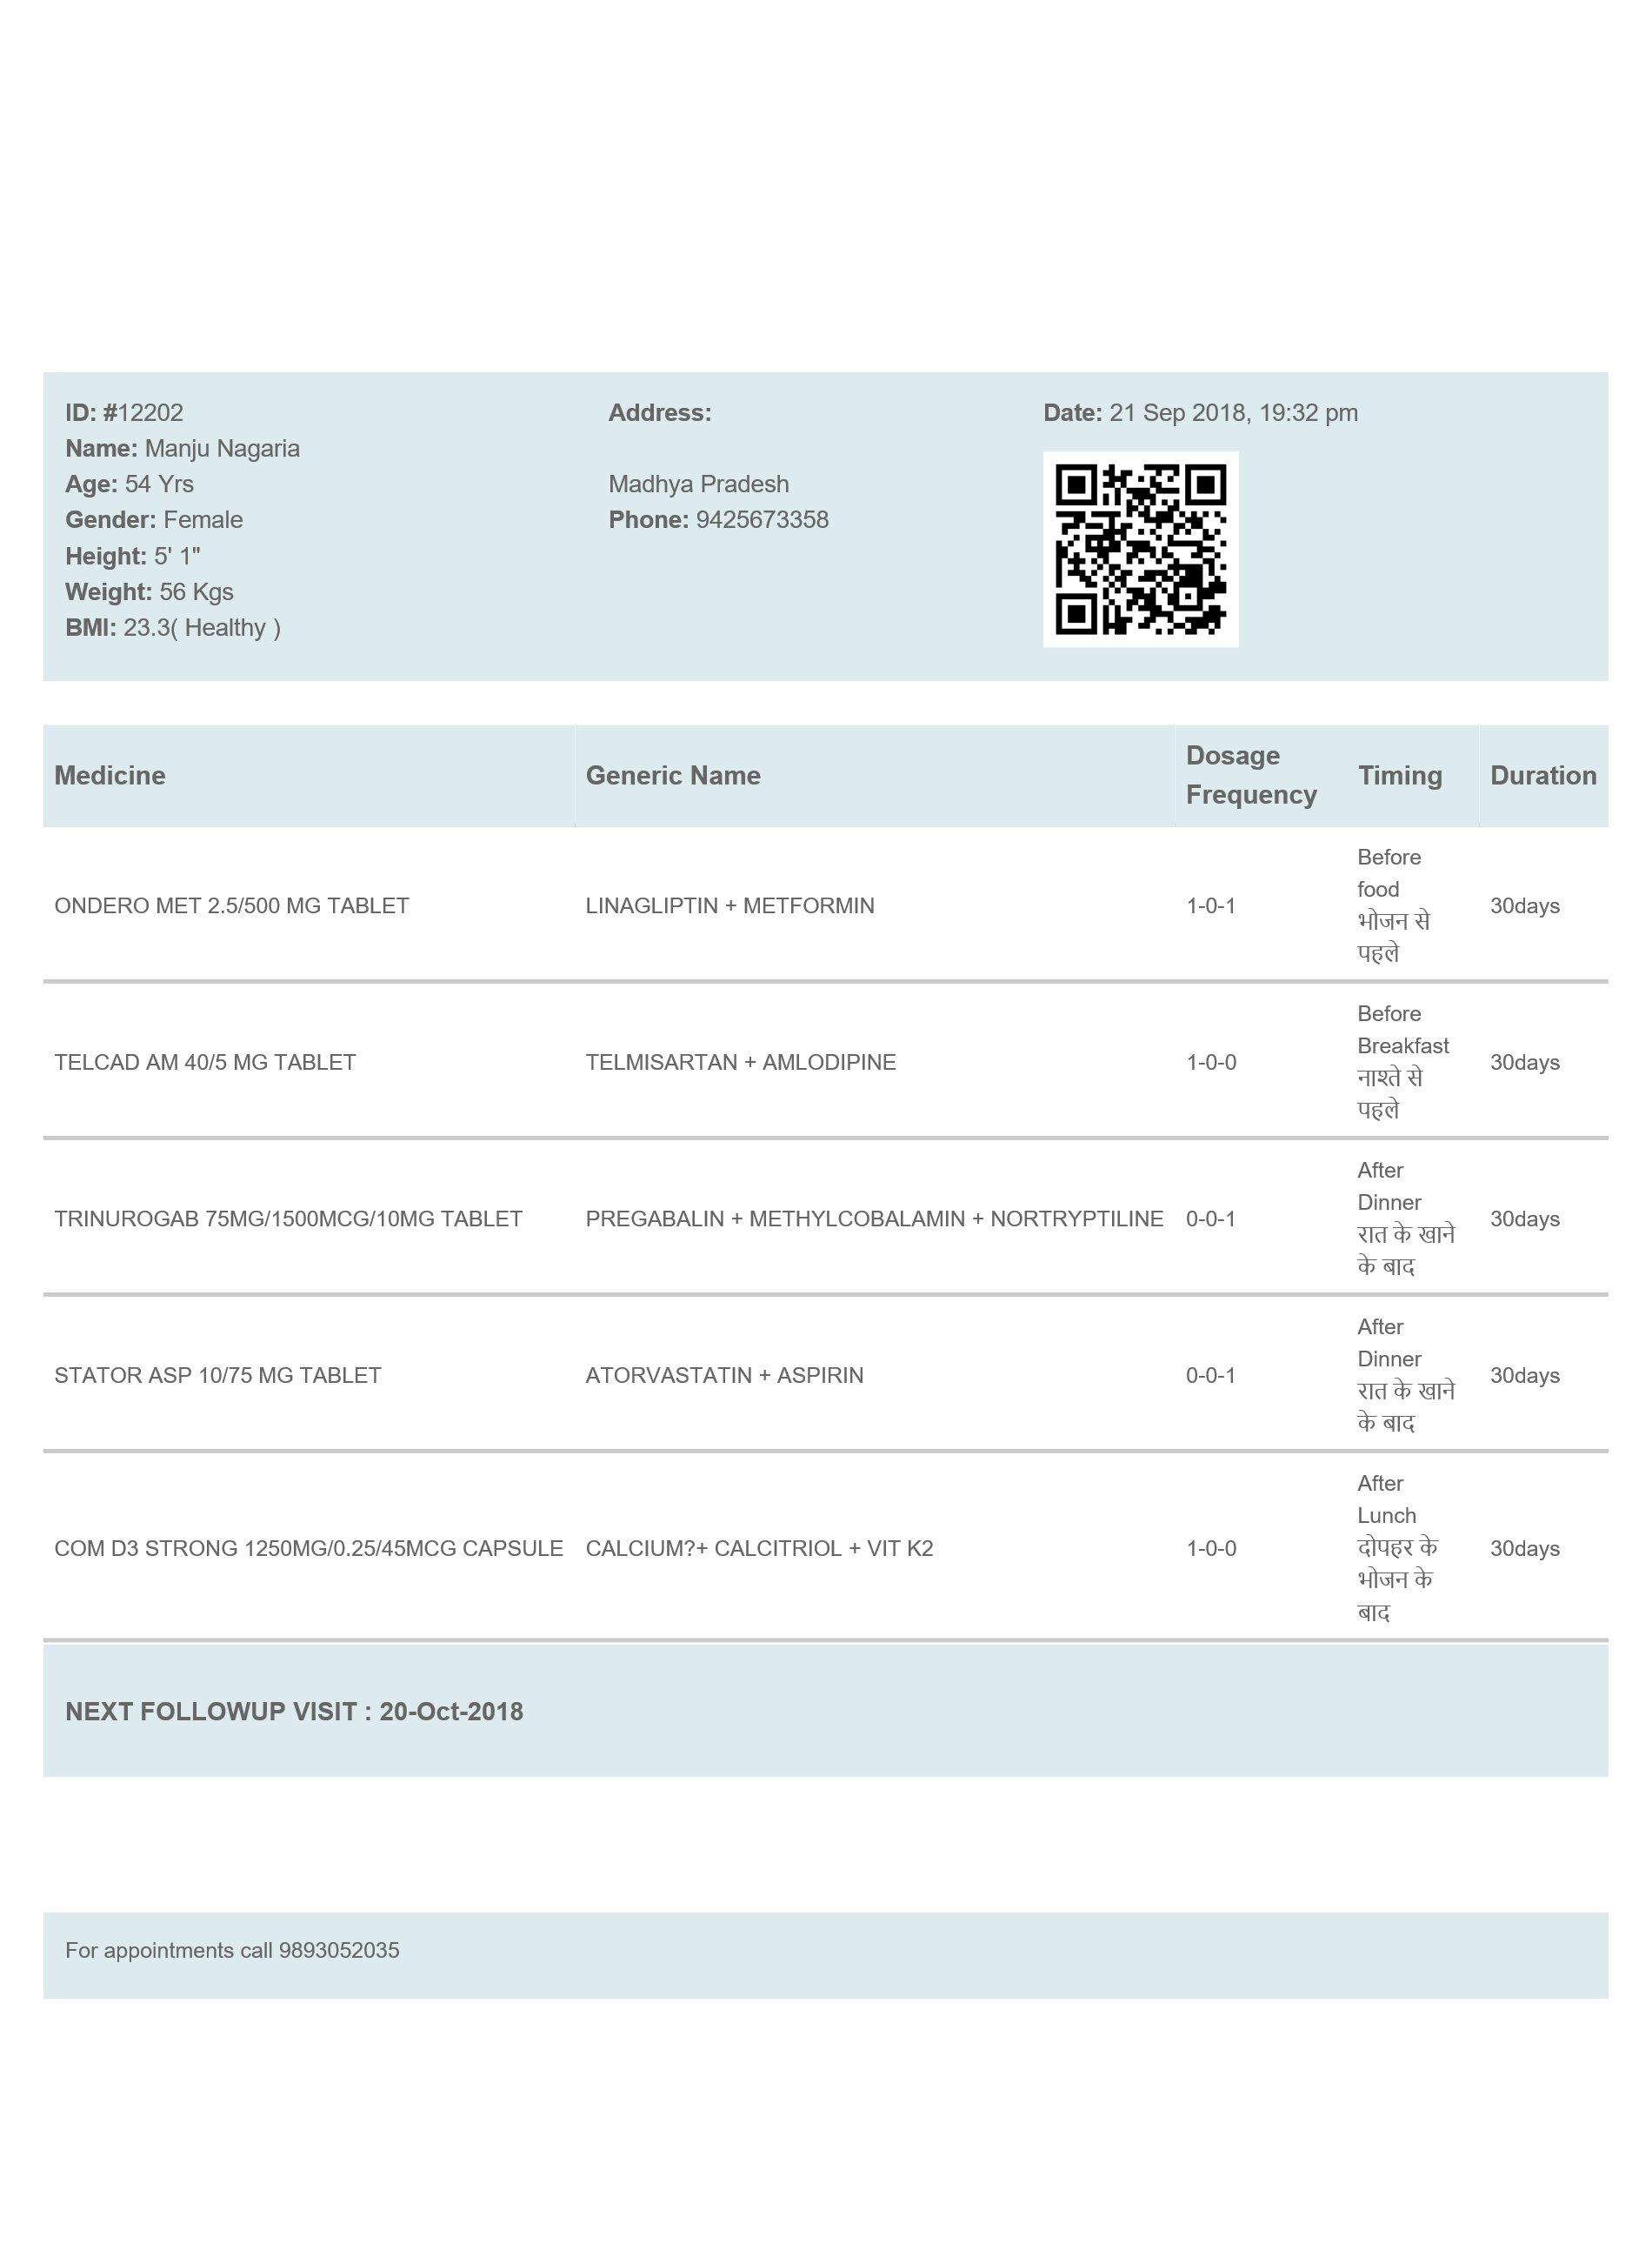 ID: #12202
Name: Manju Nagaria
Age: 54 Yrs
Gender: Female
Height: 5' 1"
Weight: 56 Kgs
BMI: 23.3( Healthy )
Address:
Madhya Pradesh
Phone: 9425673358
Date: 21 Sep 2018, 19:32 pm
Medicine Generic Name Dosage Frequency Timing Duration
ONDERO MET 2.5/500 MG TABLET LINAGLIPTIN + METFORMIN 1-0-1 Before food भोजन से पहले 30days
TELCAD AM 40/5 MG TABLET TELMISARTAN + AMLODIPINE 1-0-0 Before Breakfast नाश्ते से पहले 30days
TRINUROGAB 75MG/1500MCG/10MG TABLET PREGABALIN + METHYLCOBALAMIN + NORTRYPTILINE 0-0-1 After Dinner रात के खाने के बाद 30days
STATOR ASP 10/75 MG TABLET ATORVASTATIN + ASPIRIN 0-0-1 After Dinner रात के खाने के बाद 30days
COM D3 STRONG 1250MG/0.25/45MCG CAPSULE CALCIUM?+ CALCITRIOL + VIT K2 1-0-0 After Lunch दोपहर के भोजन के बाद 30days
NEXT FOLLOWUP VISIT : 20-Oct-2018
For appointments call 9893052035